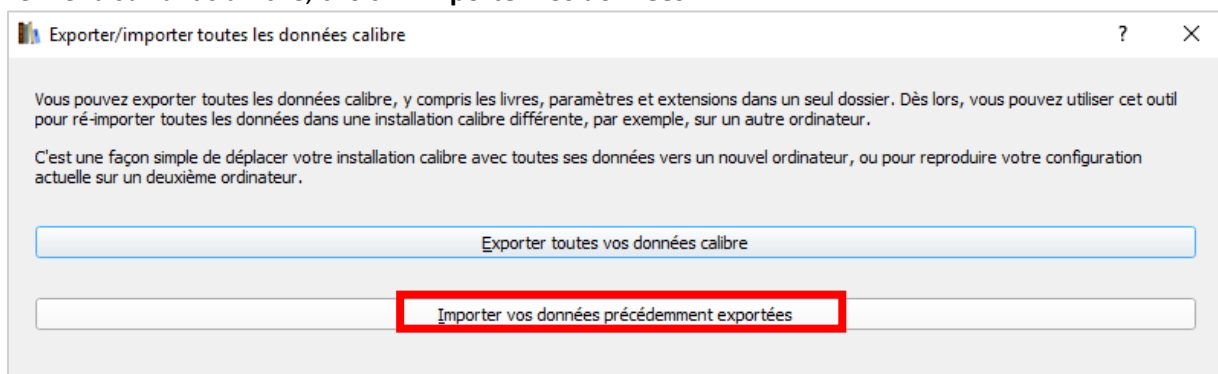 Exporter/importer toutes les données calibre ? ×
Vous pouvez exporter toutes les données calibre, y compris les livres, paramètres et extensions dans un seul dossier. Dès lors, vous pouvez utiliser cet outil
pour ré-importer toutes les données dans une installation calibre différente, par exemple, sur un autre ordinateur.
C'est une façon simple de déplacer votre installation calibre avec toutes ses données vers un nouvel ordinateur, ou pour reproduire votre configuration
actuelle sur un deuxième ordinateur.
Exporter toutes vos données calibre
Importer vos données précédemment exportées